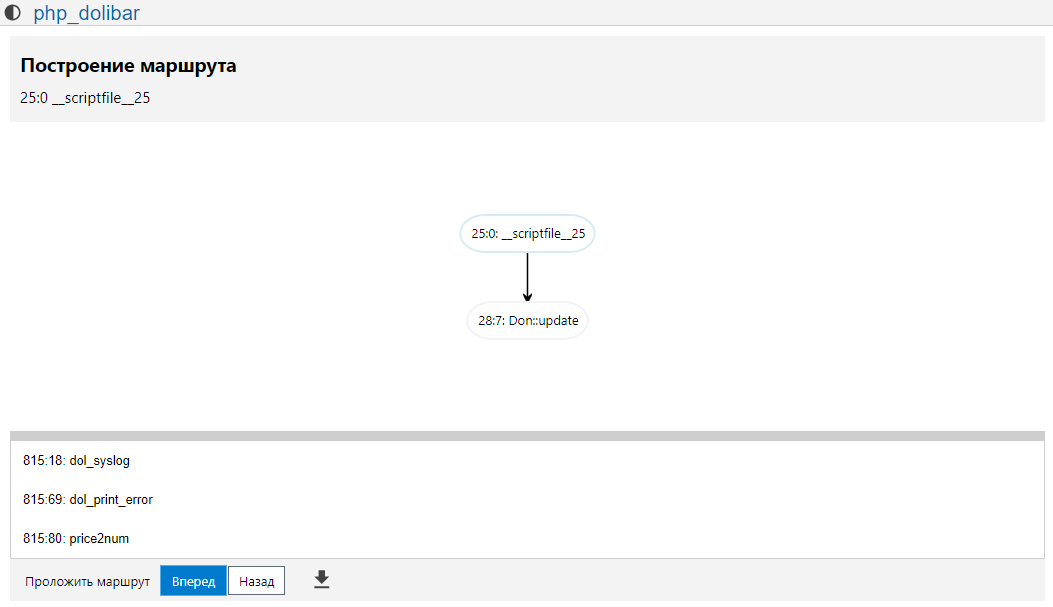 php_dolibar
Построение маршрута
25:0 __scriptfile__25
25:0: __scriptfile__25
28:7: Don::update
815:18: dol_syslog
815:69: dol_print_error
815:80: price2num
Проложить маршрут Вперед Назад